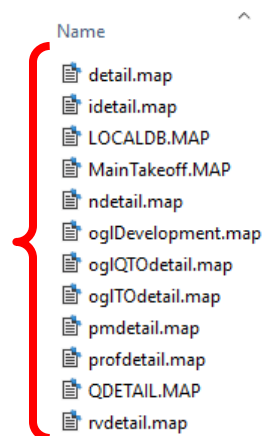 Name
detail.map
idetail.map
LOCALDB.MAP
MainTakeoff.MAP
ndetail.map
oglDevelopment.map
oglQTOdetail.map
oglTOdetail.map
pmdetail.map
profdetail.map
QDETAIL.MAP
rvdetail.map